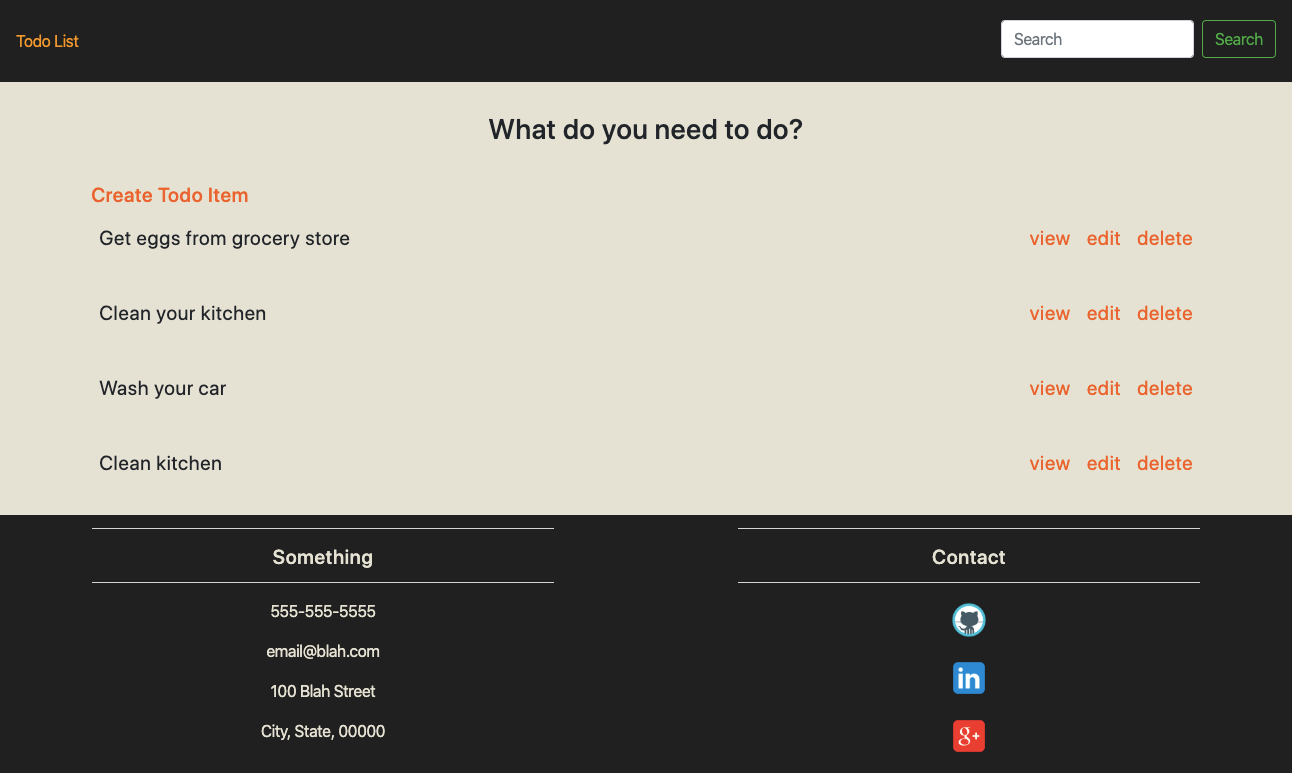 Todo List
Search Search
What do you need to do?
Create Todo Item
Get eggs from grocery store view edit delete
Clean your kitchen view edit delete
Wash your car view edit delete
Clean kitchen view edit delete
Something
555-555-5555
email@blah.com
100 Blah Street
City, State, 00000
Contact
in
g+